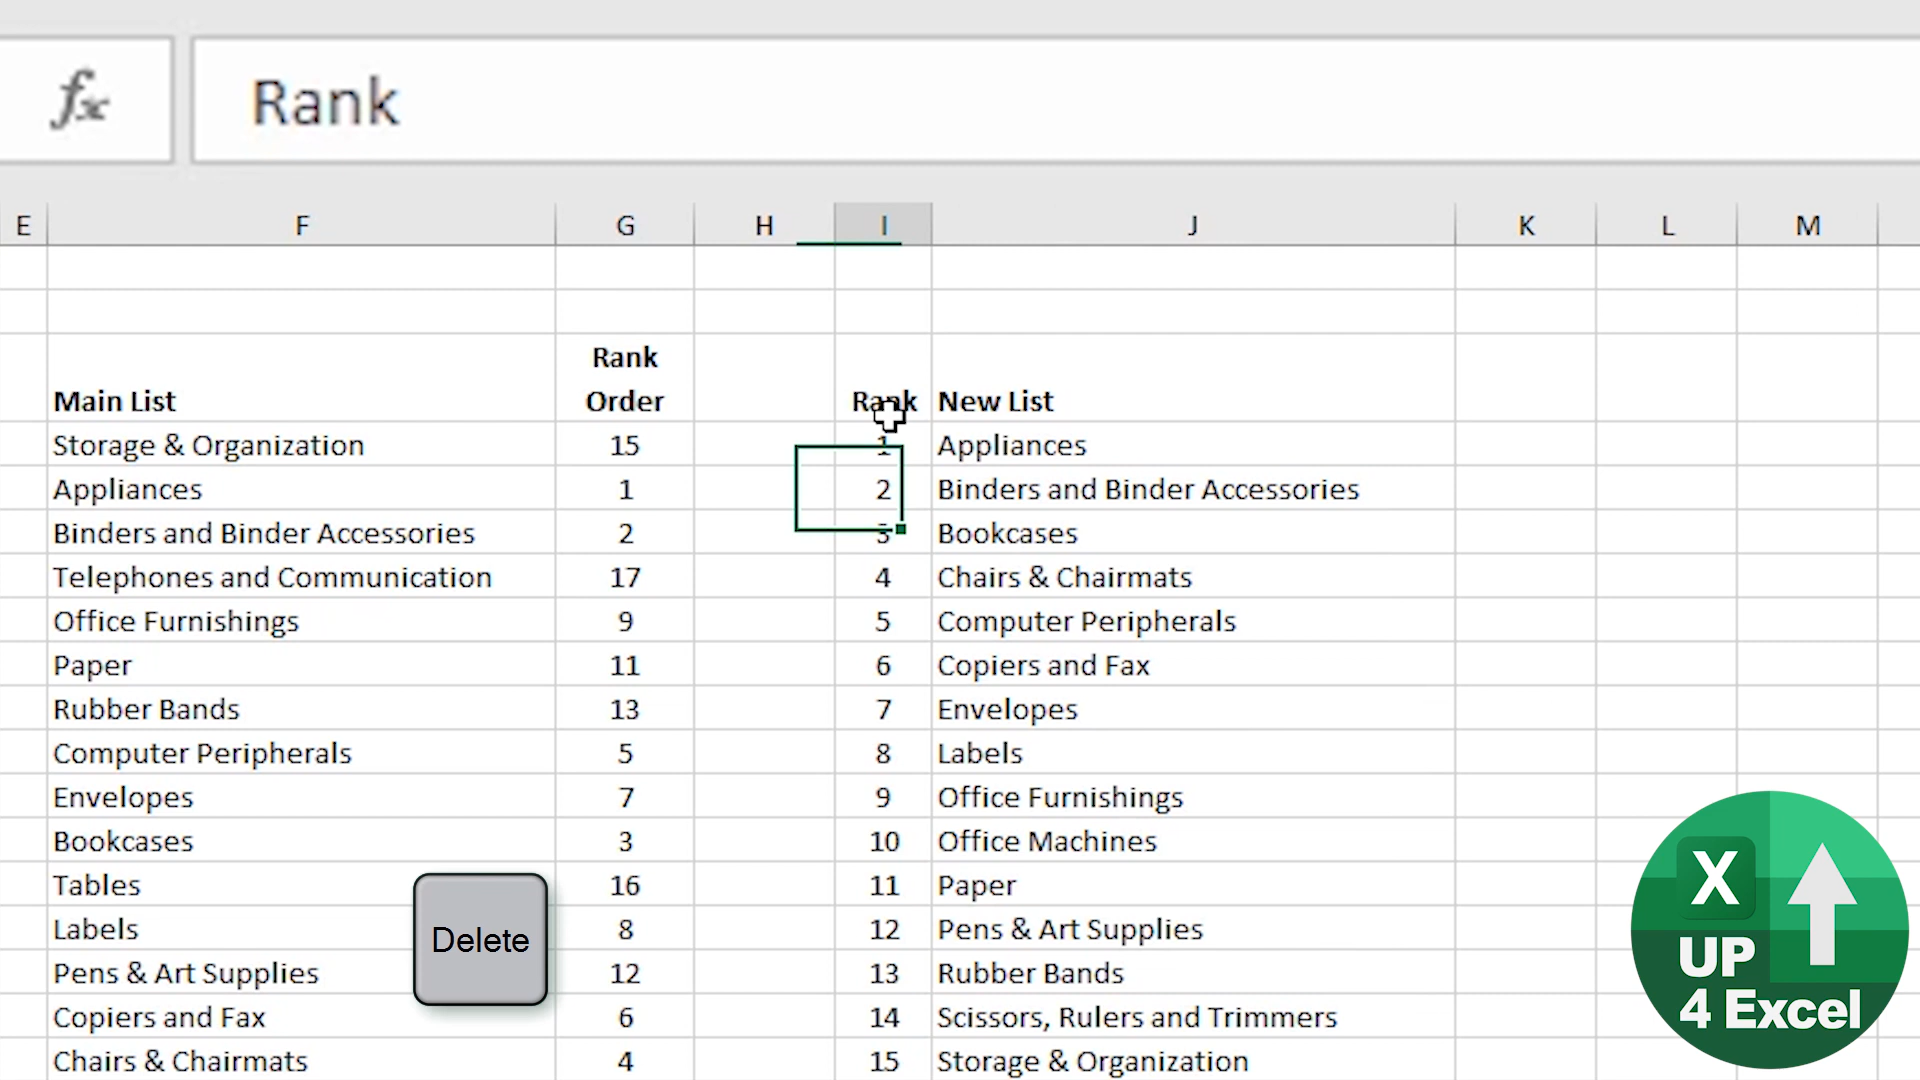 fx Rank
E F G H I J K L M
Rank
Main List Order Rank New List
Storage & Organization 15 1 Appliances
Appliances 1 2 Binders and Binder Accessories
Binders and Binder Accessories 2 3 Bookcases
Telephones and Communication 17 4 Chairs & Chairmats
Office Furnishings 9 5 Computer Peripherals
Paper 11 6 Copiers and Fax
Rubber Bands 13 7 Envelopes
Computer Peripherals 5 8 Labels
Envelopes 7 9 Office Furnishings
Bookcases 3 10 Office Machines
Tables 16 11 Paper
Labels 8 12 Pens & Art Supplies
Pens & Art Supplies 12 13 Rubber Bands
Copiers and Fax 6 14 Scissors, Rulers and Trimmers
Chairs & Chairmats 4 15 Storage & Organization
Delete
X
UP
4 Excel